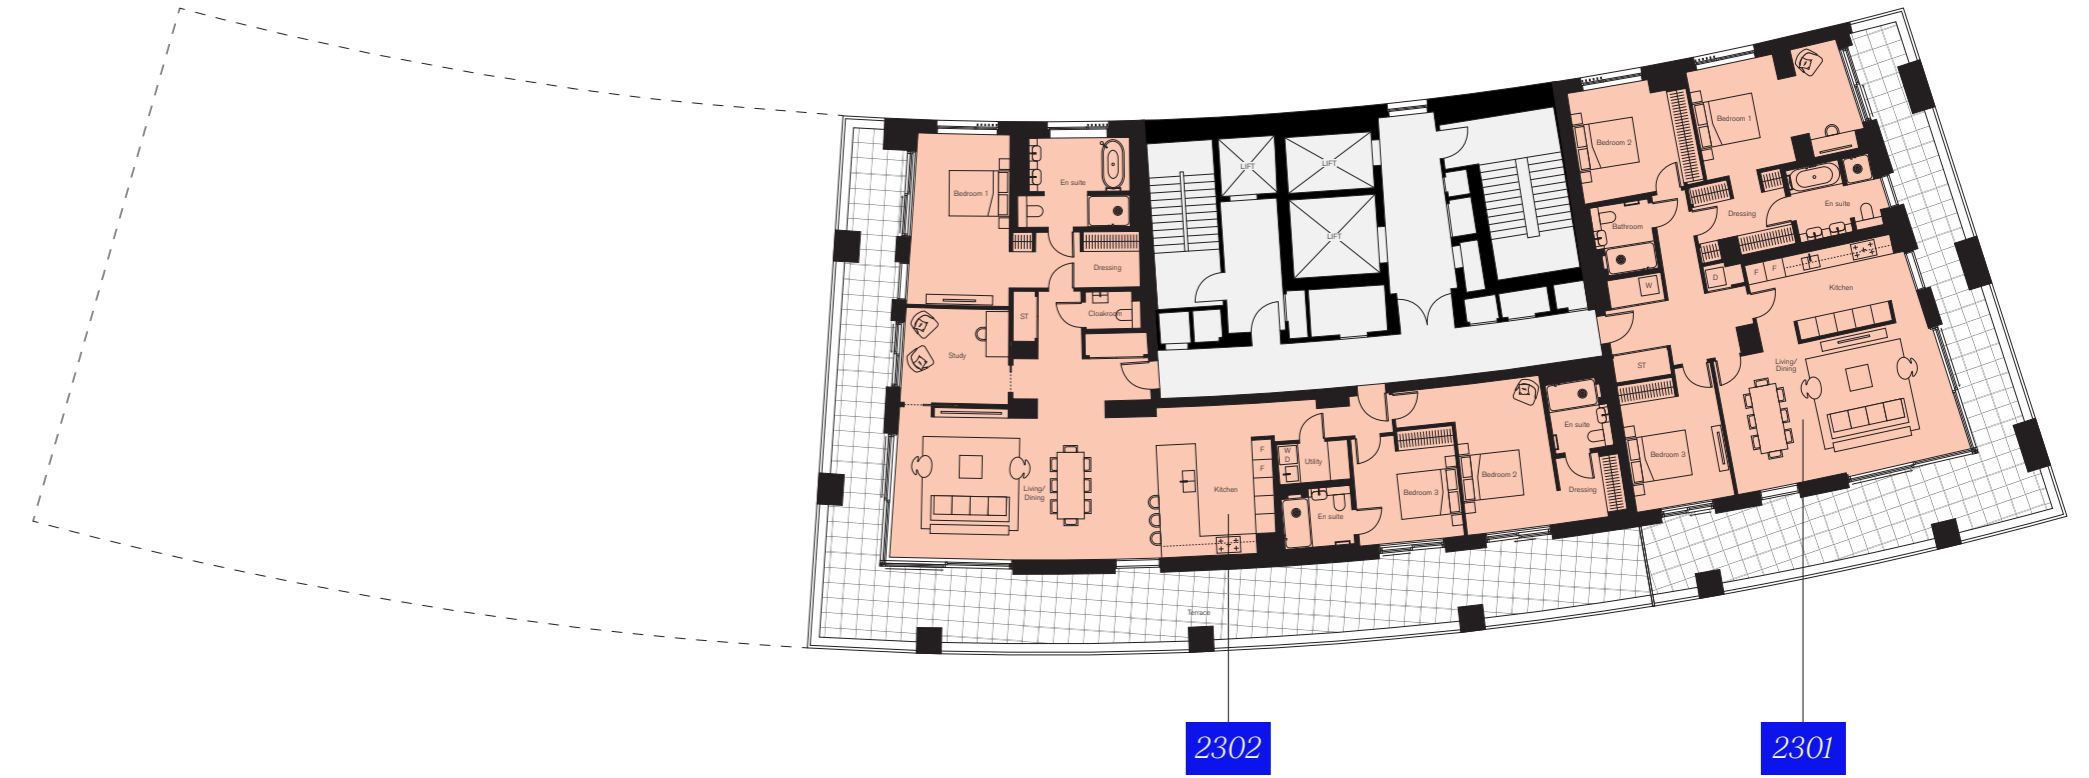 Bedroom 1
En suite
Dressing
Cloakroom
ST
Study
Living/
Dining
Kitchen
F
F
W
D
Utility
En suite
Bedroom 3
Bedroom 2
En suite
Dressing
Terrace
LIFT
LIFT
LIFT
Bedroom 2
Bedroom 1
Bathroom
Dressing
En suite
W
D
F
F
Kitchen
ST
Living/
Dining
Bedroom 3
2302
2301